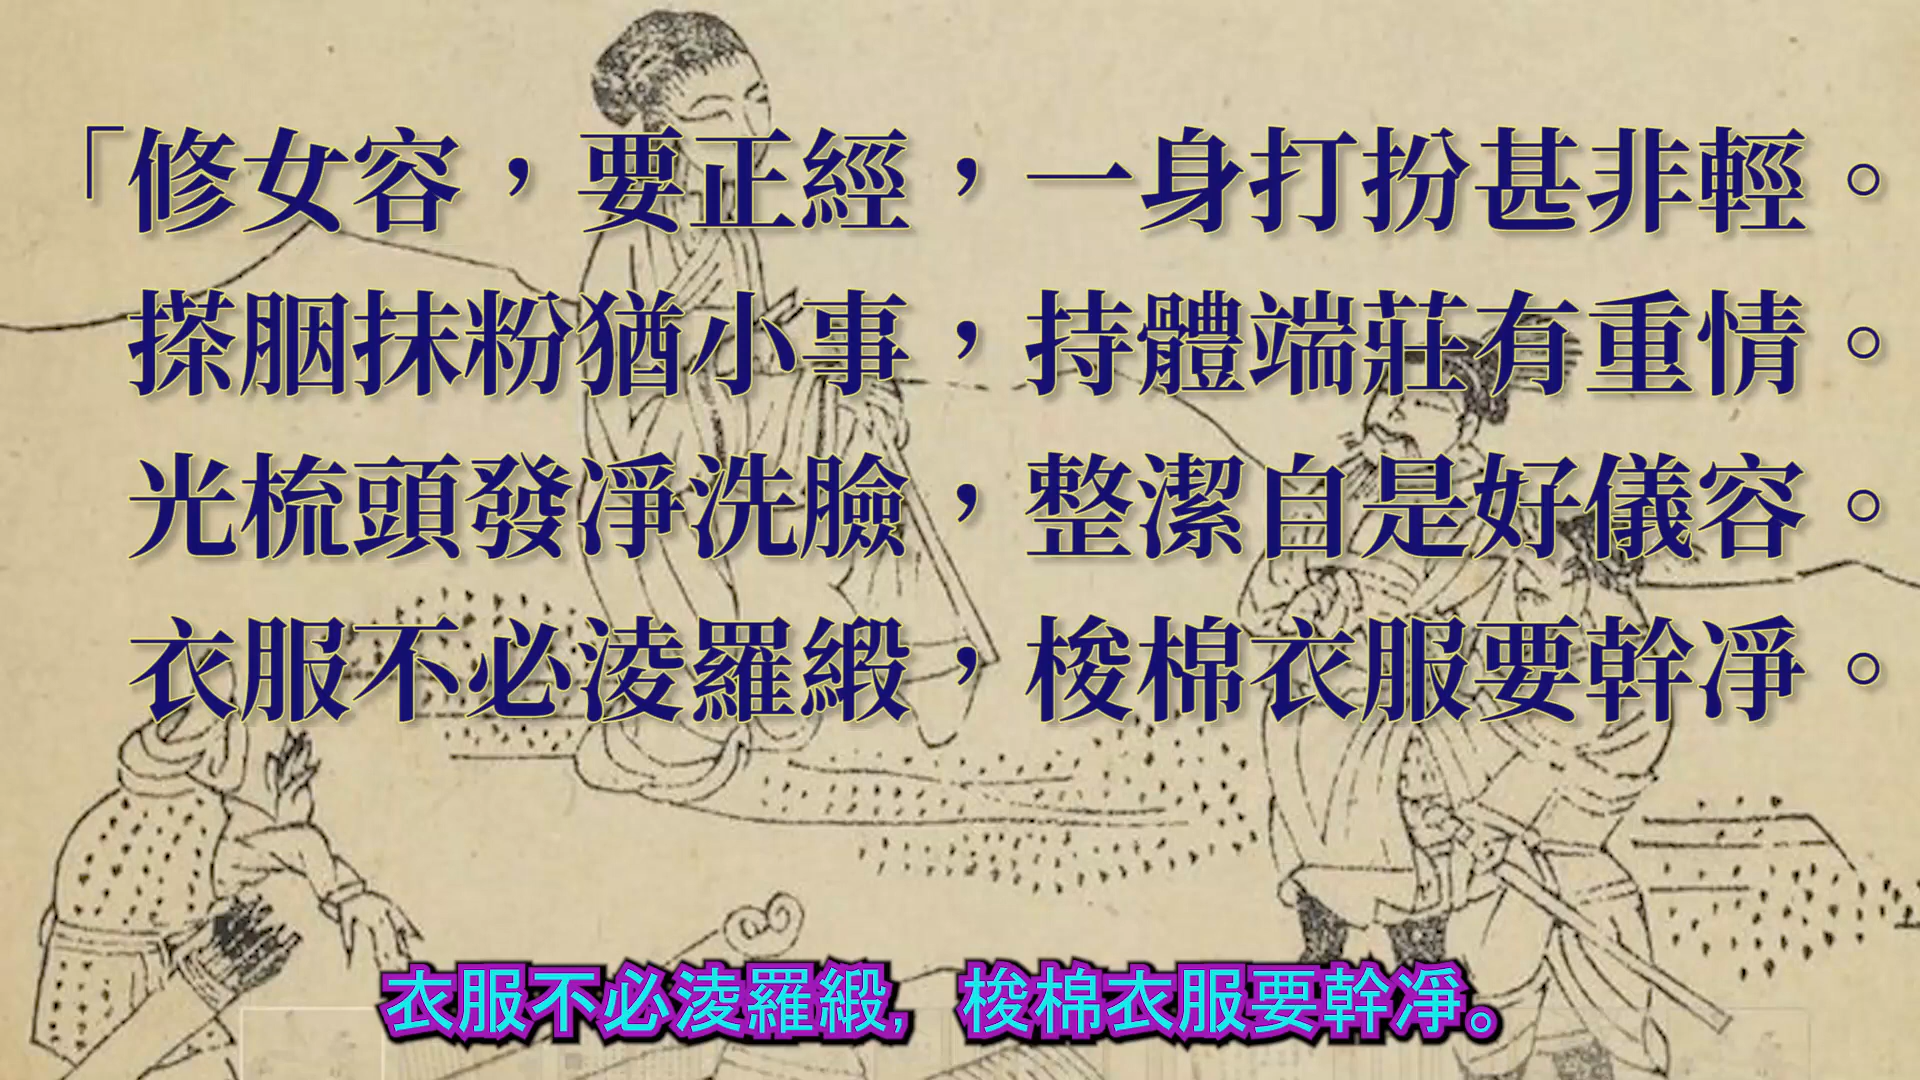 「修女容，要正經，一身打扮甚非輕。
搽胭抹粉猶小事，持體端莊有重情。
光梳頭發凈洗臉，整潔自是好儀容。
衣服不必淩羅緞，梭棉衣服要幹凈。
衣服不必淩羅緞，梭棉衣服要幹凈。